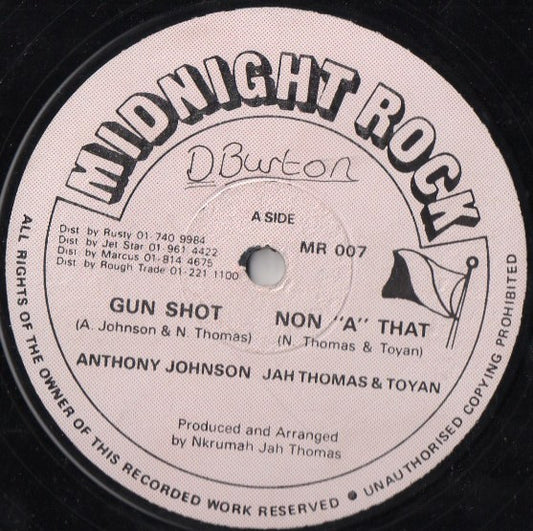 MIDNIGHT ROCK
D Burton
A SIDE
MR 007
Dist by Rusty 01-740 9984
Dist by Jet Star 01-961 4422
Dist by Marcus 01-814 4675
Dist by Rough Trade 01-221 1100
GUN SHOT
(A. Johnson & N. Thomas)
NON "A" THAT
(N. Thomas & Toyan)
ANTHONY JOHNSON
JAH THOMAS & TOYAN
Produced and Arranged
by Nkrumah Jah Thomas
ALL RIGHTS OF THE OWNER OF THIS RECORDED WORK RESERVED • UNAUTHORISED COPYING PROHIBITED